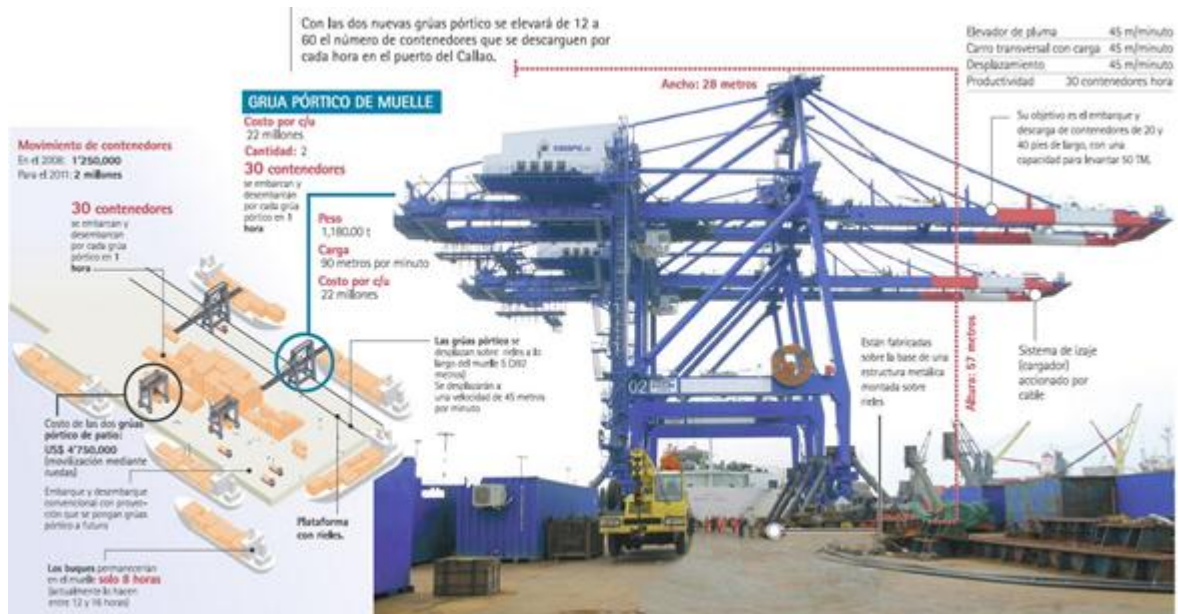 Con las dos nuevas grúas pórtico se elevará de 12 a
60 el número de contenedores que se descarguen por
cada hora en el puerto del Callao.
Elevador de pluma 45 m/minuto
Carro transversal con carga 45 m/minuto
Desplazamiento 45 m/minuto
Productividad 30 contenedores hora
Ancho: 28 metros
GRUA PÓRTICO DE MUELLE
Costo por c/u
22 millones
Cantidad: 2
30 contenedores
se embarcan y
desembarcan
por cada grúa
pórtico en 1
hora
Su objetivo es el embarque y
descarga de contenedores de 20 y
40 pies de largo, con una
capacidad para levantar 50 TM.
Movimiento de contenedores
En el 2008: 1'250,000
Para el 2011: 2 millones
30 contenedores
se embarcan y
desembarcan
por cada grúa
pórtico en 1
hora
Peso
1,180.00 t
Carga
90 metros por minuto
Costo por c/u
22 millones
Las grúas pórtico se
desplazan sobre rieles a lo
largo del muelle 5
metros)
Se desplazarán a
una velocidad de 45 metros
por minuto
Están fabricadas
sobre la base de una
estructura metálica
montada sobre
rieles
Altura: 57 metros
Sistema de izaje
(cargador)
accionado por
cable
02
Costo de las dos grúas
pórtico de patio:
US$ 4'750,000
(movilización mediante
ruedas)
Embarque y desembarque
convencional con proyec-
ción que se pongan grúas
pórtico a futuro
Plataforma
con rieles.
Los buques permanecerían
en el muelle solo 8 horas
(actualmente lo hacen
entre 12 y 16 horas)